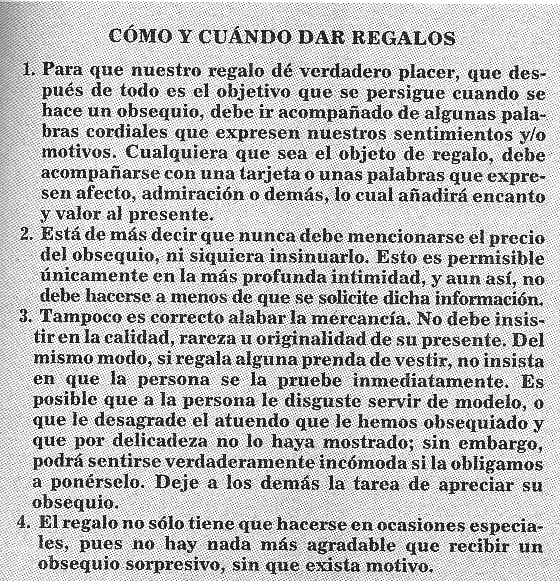 CÓMO Y CUÁNDO DAR REGALOS
1. Para que nuestro regalo dé verdadero placer, que des-
pués de todo es el objetivo que se persigue cuando se
hace un obsequio, debe ir acompañado de algunas pala-
bras cordiales que expresen nuestros sentimientos y/o
motivos. Cualquiera que sea el objeto de regalo, debe
acompañarse con una tarjeta o unas palabras que expre-
sen afecto, admiración o demás, lo cual añadirá encanto
y valor al presente.
2. Está de más decir que nunca debe mencionarse el precio
del obsequio, ni siquiera insinuarlo. Esto es permisible
únicamente en la más profunda intimidad, y aun así, no
debe hacerse a menos de que se solicite dicha información.
3. Tampoco es correcto alabar la mercancía. No debe insis-
tir en la calidad, rareza u originalidad de su presente. Del
mismo modo, si regala alguna prenda de vestir, no insista
en que la persona se la pruebe inmediatamente. Es
posible que a la persona le disguste servir de modelo, o
que le desagrade el atuendo que le hemos obsequiado y
que por delicadeza no lo haya mostrado; sin embargo,
podrá sentirse verdaderamente incómoda si la obligamos
a ponérselo. Deje a los demás la tarea de apreciar su
obsequio.
4. El regalo no sólo tiene que hacerse en ocasiones especia-
les, pues no hay nada más agradable que recibir un
obsequio sorpresivo, sin que exista motivo.